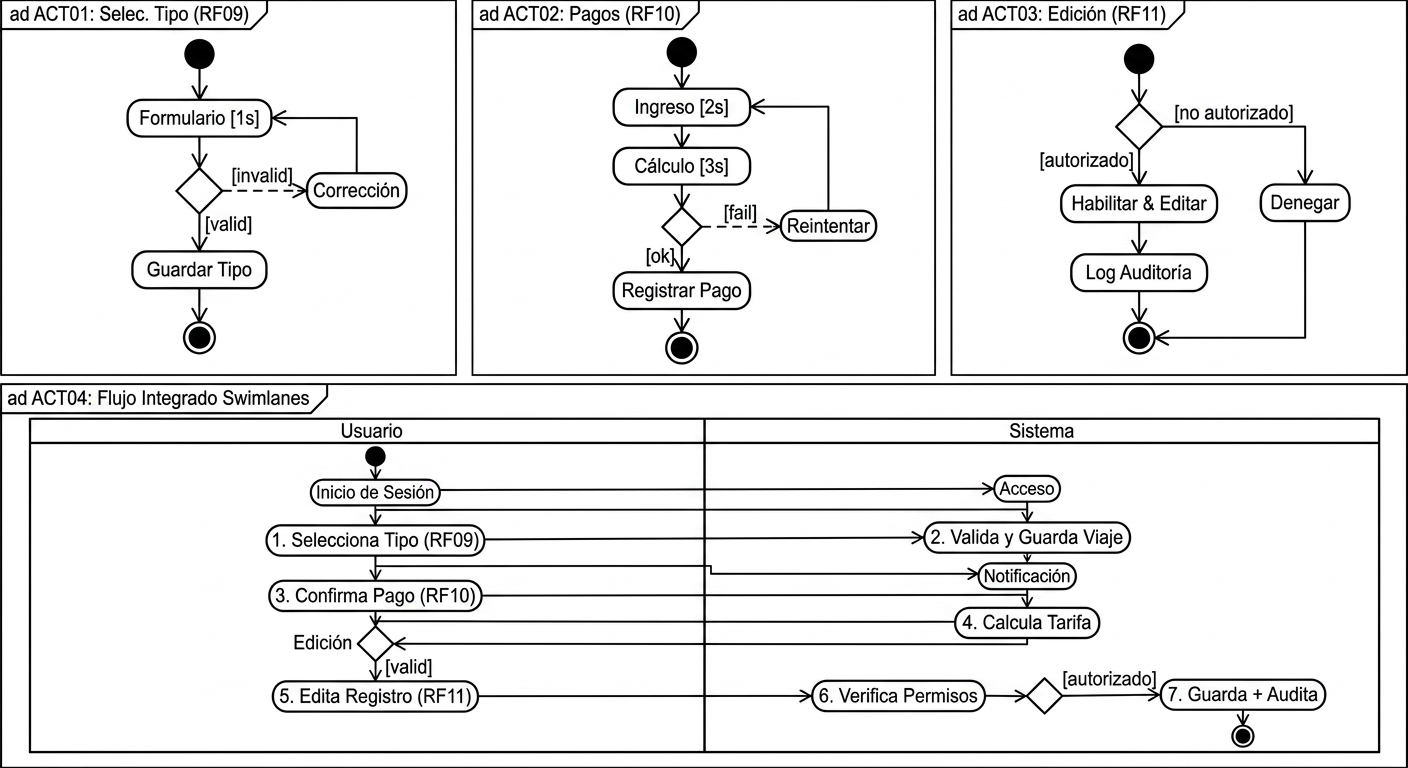 ad ACT01: Selec. Tipo (RF09)
Formulario [1s]
[invalid]
Corrección
[valid]
Guardar Tipo
ad ACT02: Pagos (RF10)
Ingreso [2s]
Cálculo [3s]
[fail]
Reintentar
[ok]
Registrar Pago
ad ACT03: Edición (RF11)
[no autorizado]
[autorizado]
Habilitar & Editar
Denegar
Log Auditoría
ad ACT04: Flujo Integrado Swimlanes
Usuario
Sistema
Inicio de Sesión
Acceso
1. Selecciona Tipo (RF09)
2. Valida y Guarda Viaje
Notificación
3. Confirma Pago (RF10)
4. Calcula Tarifa
Edición
[valid]
5. Edita Registro (RF11)
6. Verifica Permisos
[autorizado]
7. Guarda + Audita